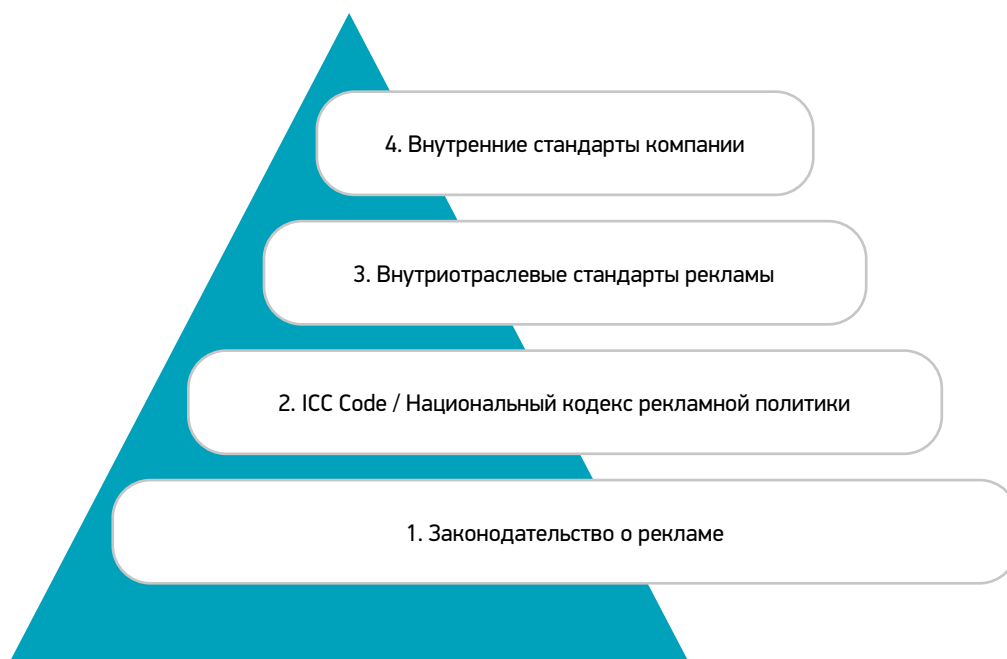 4. Внутренние стандарты компании
3. Внутриотраслевые стандарты рекламы
2. ICC Code / Национальный кодекс рекламной политики
1. Законодательство о рекламе